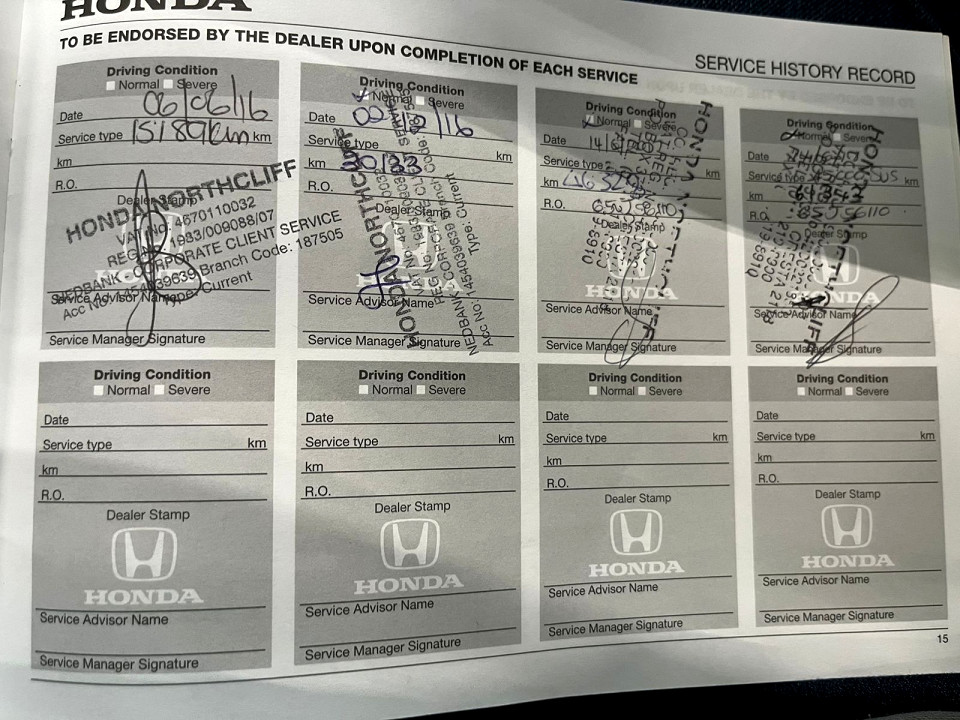 HONDA
TO BE ENDORSED BY THE DEALER UPON COMPLETION OF EACH SERVICE
SERVICE HISTORY RECORD
Driving Condition
Normal Severe
Date 06/06/16
Service type 15189km km
km
R.O.
Dealer Stamp
HONDA NORTHCLIFF
VAT No. 4670110032
REG No. 1983/009088/07
NEDBANK - CORPORATE CLIENT SERVICE
Acc No: 1454039639 Branch Code: 187505
Type: Current
Service Advisor Name
Service Manager Signature
Driving Condition
Normal Severe
Date
Service type km
km
R.O.
Dealer Stamp
HONDA NORTHCLIFF
NEDBANK CORPORATE
Acc No: 1454039639
Type: Current
Service Advisor Name
Service Manager Signature
Driving Condition
Normal Severe
Date
Service type km
km
R.O.
Dealer Stamp
HONDA
Service Advisor Name
Service Manager Signature
Driving Condition
Normal Severe
Date
Service type km
km
R.O.
Dealer Stamp
HONDA
Service Advisor Name
Service Manager Signature
Driving Condition
Normal Severe
Date
Service type km
km
R.O.
Dealer Stamp
HONDA
Service Advisor Name
Service Manager Signature
Driving Condition
Normal Severe
Date
Service type km
km
R.O.
Dealer Stamp
HONDA
Service Advisor Name
Service Manager Signature
Driving Condition
Normal Severe
Date
Service type km
km
R.O.
Dealer Stamp
HONDA
Service Advisor Name
Service Manager Signature
Driving Condition
Normal Severe
Date
Service type km
km
R.O.
Dealer Stamp
HONDA
Service Advisor Name
Service Manager Signature
15